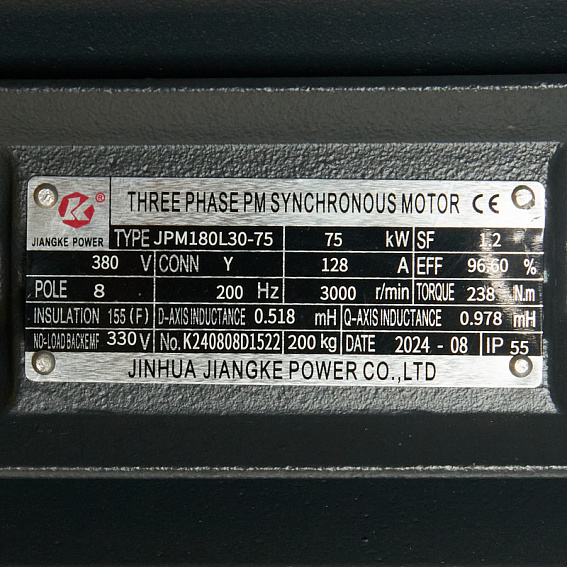 THREE PHASE PM SYNCHRONOUS MOTOR CE
K ®
JIANGKE POWER
TYPE JPM180L30-75 75 kW SF 1.2
380 V CONN Y 128 A EFF 96.60 %
POLE 8 200 Hz 3000 r/min TORQUE 238 N.m
INSULATION 155 (F) D-AXIS INDUCTANCE 0.518 mH Q-AXIS INDUCTANCE 0.978 mH
NO-LOAD BACK EMF 330 V No. K240808D1522 200 kg DATE 2024 - 08 IP 55
JINHUA JIANGKE POWER CO.,LTD